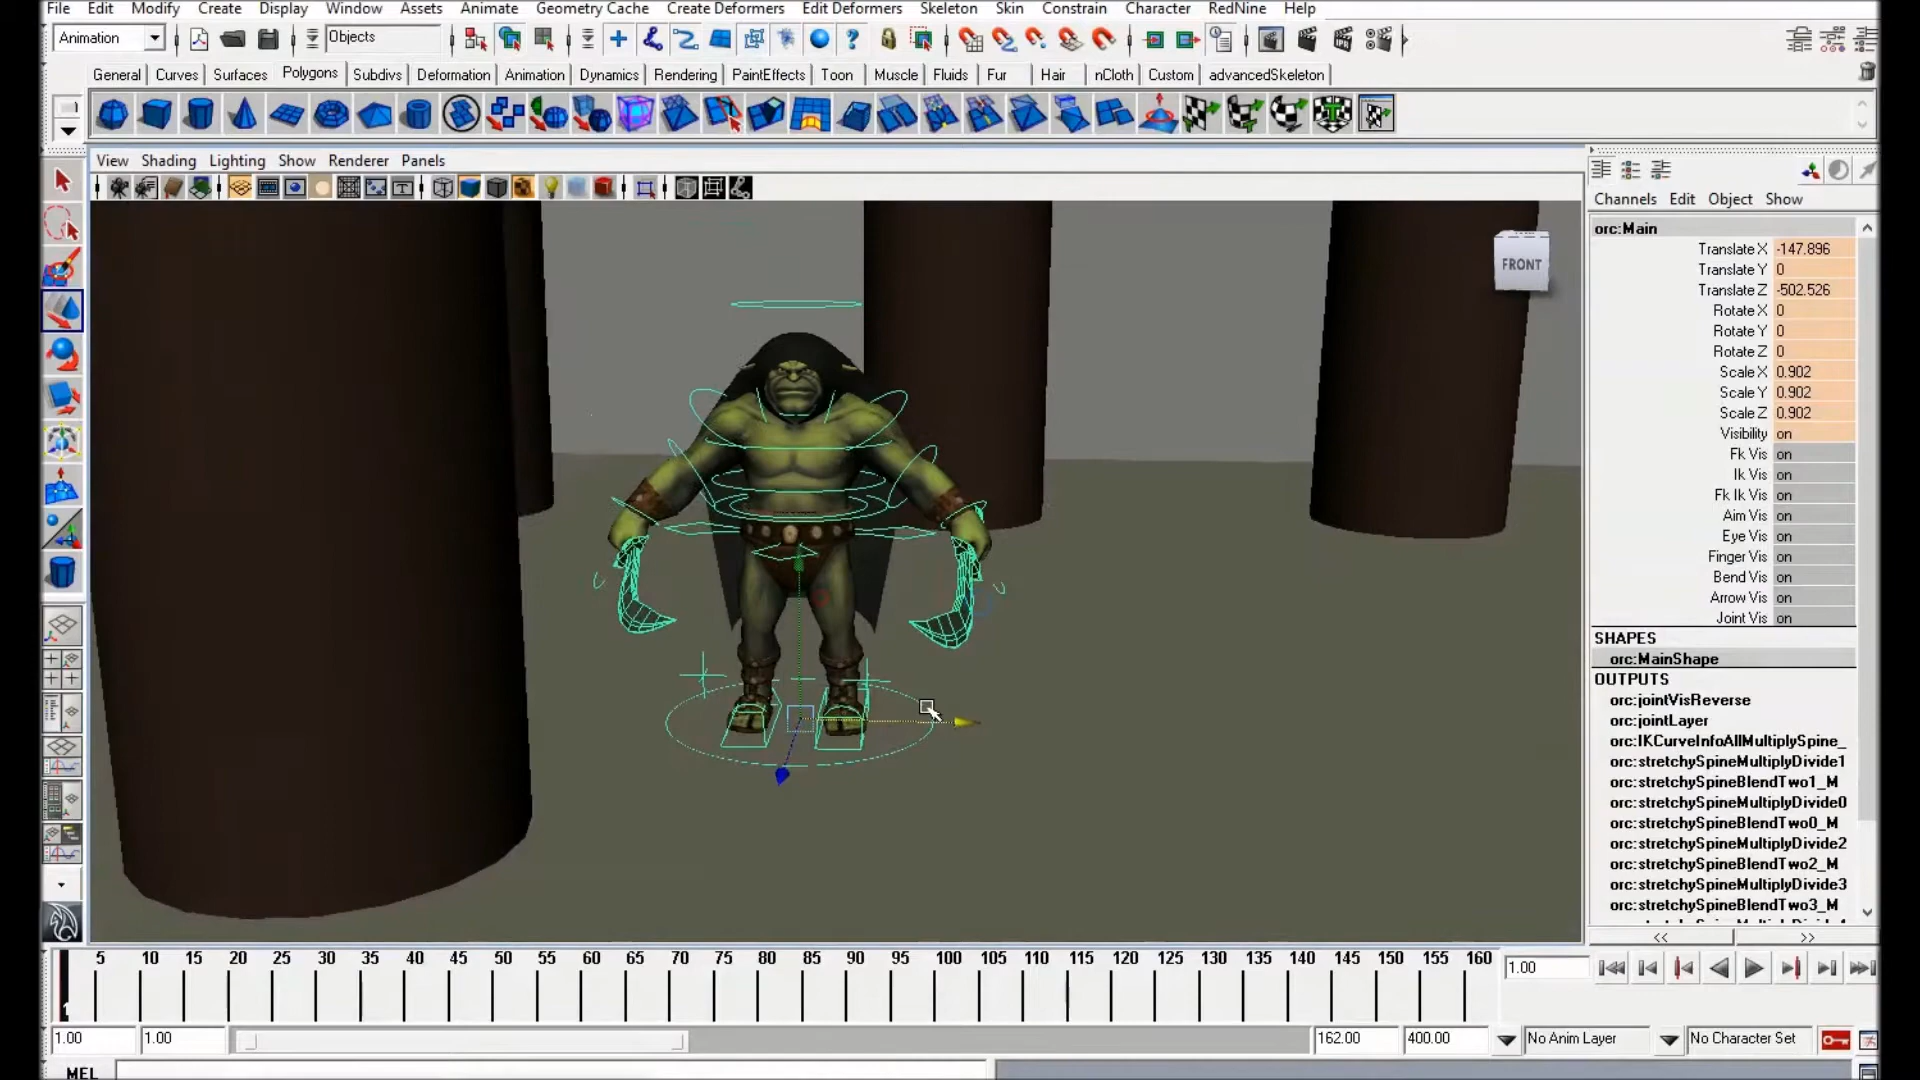 File Edit Modify Create Display Window Assets Animate Geometry Cache Create Deformers Edit Deformers Skeleton Skin Constrain Character RedNine Help
Animation Objects
General Curves Surfaces Polygons Subdivs Deformation Animation Dynamics Rendering PaintEffects Toon Muscle Fluids Fur Hair nCloth Custom advancedSkeleton
View Shading Lighting Show Renderer Panels
Channels Edit Object Show
orc:Main
Translate X -147.896
Translate Y 0
Translate Z -502.526
Rotate X 0
Rotate Y 0
Rotate Z 0
Scale X 0.902
Scale Y 0.902
Scale Z 0.902
Visibility on
Fk Vis on
Ik Vis on
Fk Ik Vis on
Aim Vis on
Eye Vis on
Finger Vis on
Bend Vis on
Arrow Vis on
Joint Vis on
SHAPES
orc:MainShape
OUTPUTS
orc:jointVisReverse
orc:jointLayer
orc:IKCurveInfoAllMultiplySpine_
orc:stretchySpineMultiplyDivide1
orc:stretchySpineBlendTwo1_M
orc:stretchySpineMultiplyDivide0
orc:stretchySpineBlendTwo0_M
orc:stretchySpineMultiplyDivide2
orc:stretchySpineBlendTwo2_M
orc:stretchySpineMultiplyDivide3
orc:stretchySpineBlendTwo3_M
FRONT
<< >>
5 10 15 20 25 30 35 40 45 50 55 60 65 70 75 80 85 90 95 100 105 110 115 120 125 130 135 140 145 150 155 160 1.00
1.00 1.00 162.00 400.00 No Anim Layer No Character Set
MEL